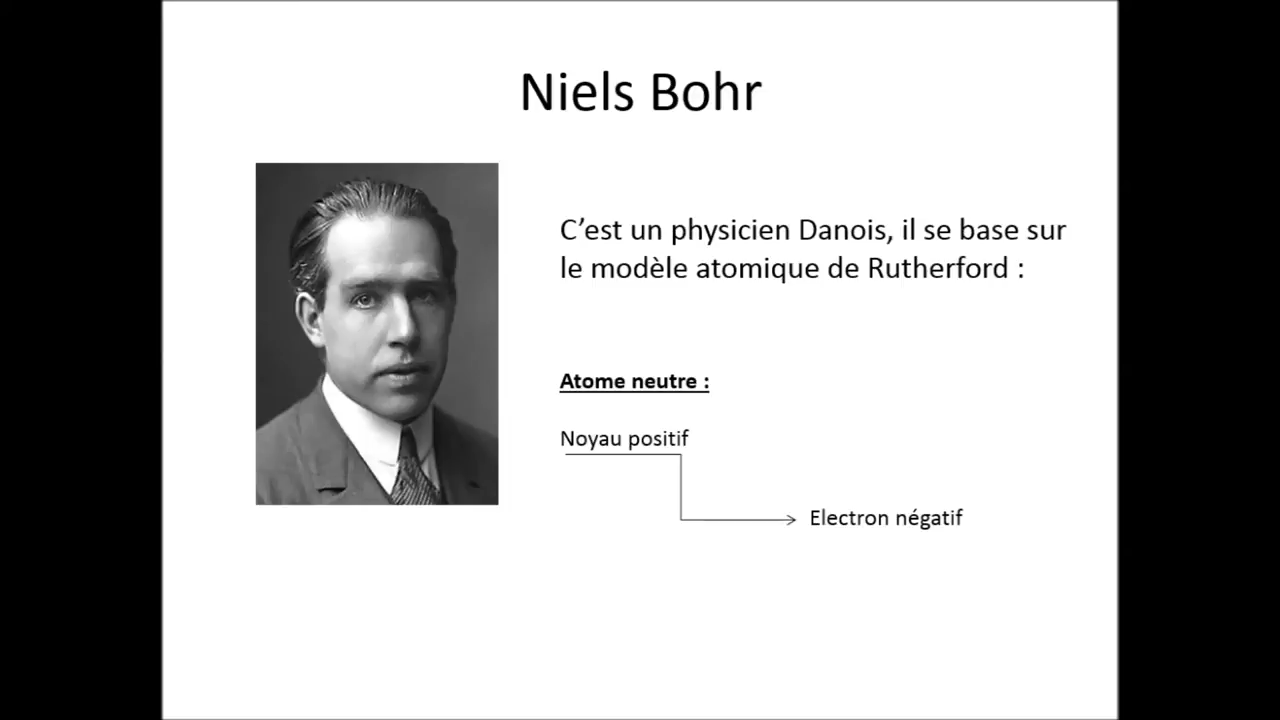 Niels Bohr
C’est un physicien Danois, il se base sur
le modèle atomique de Rutherford :
Atome neutre :
Noyau positif
Electron négatif